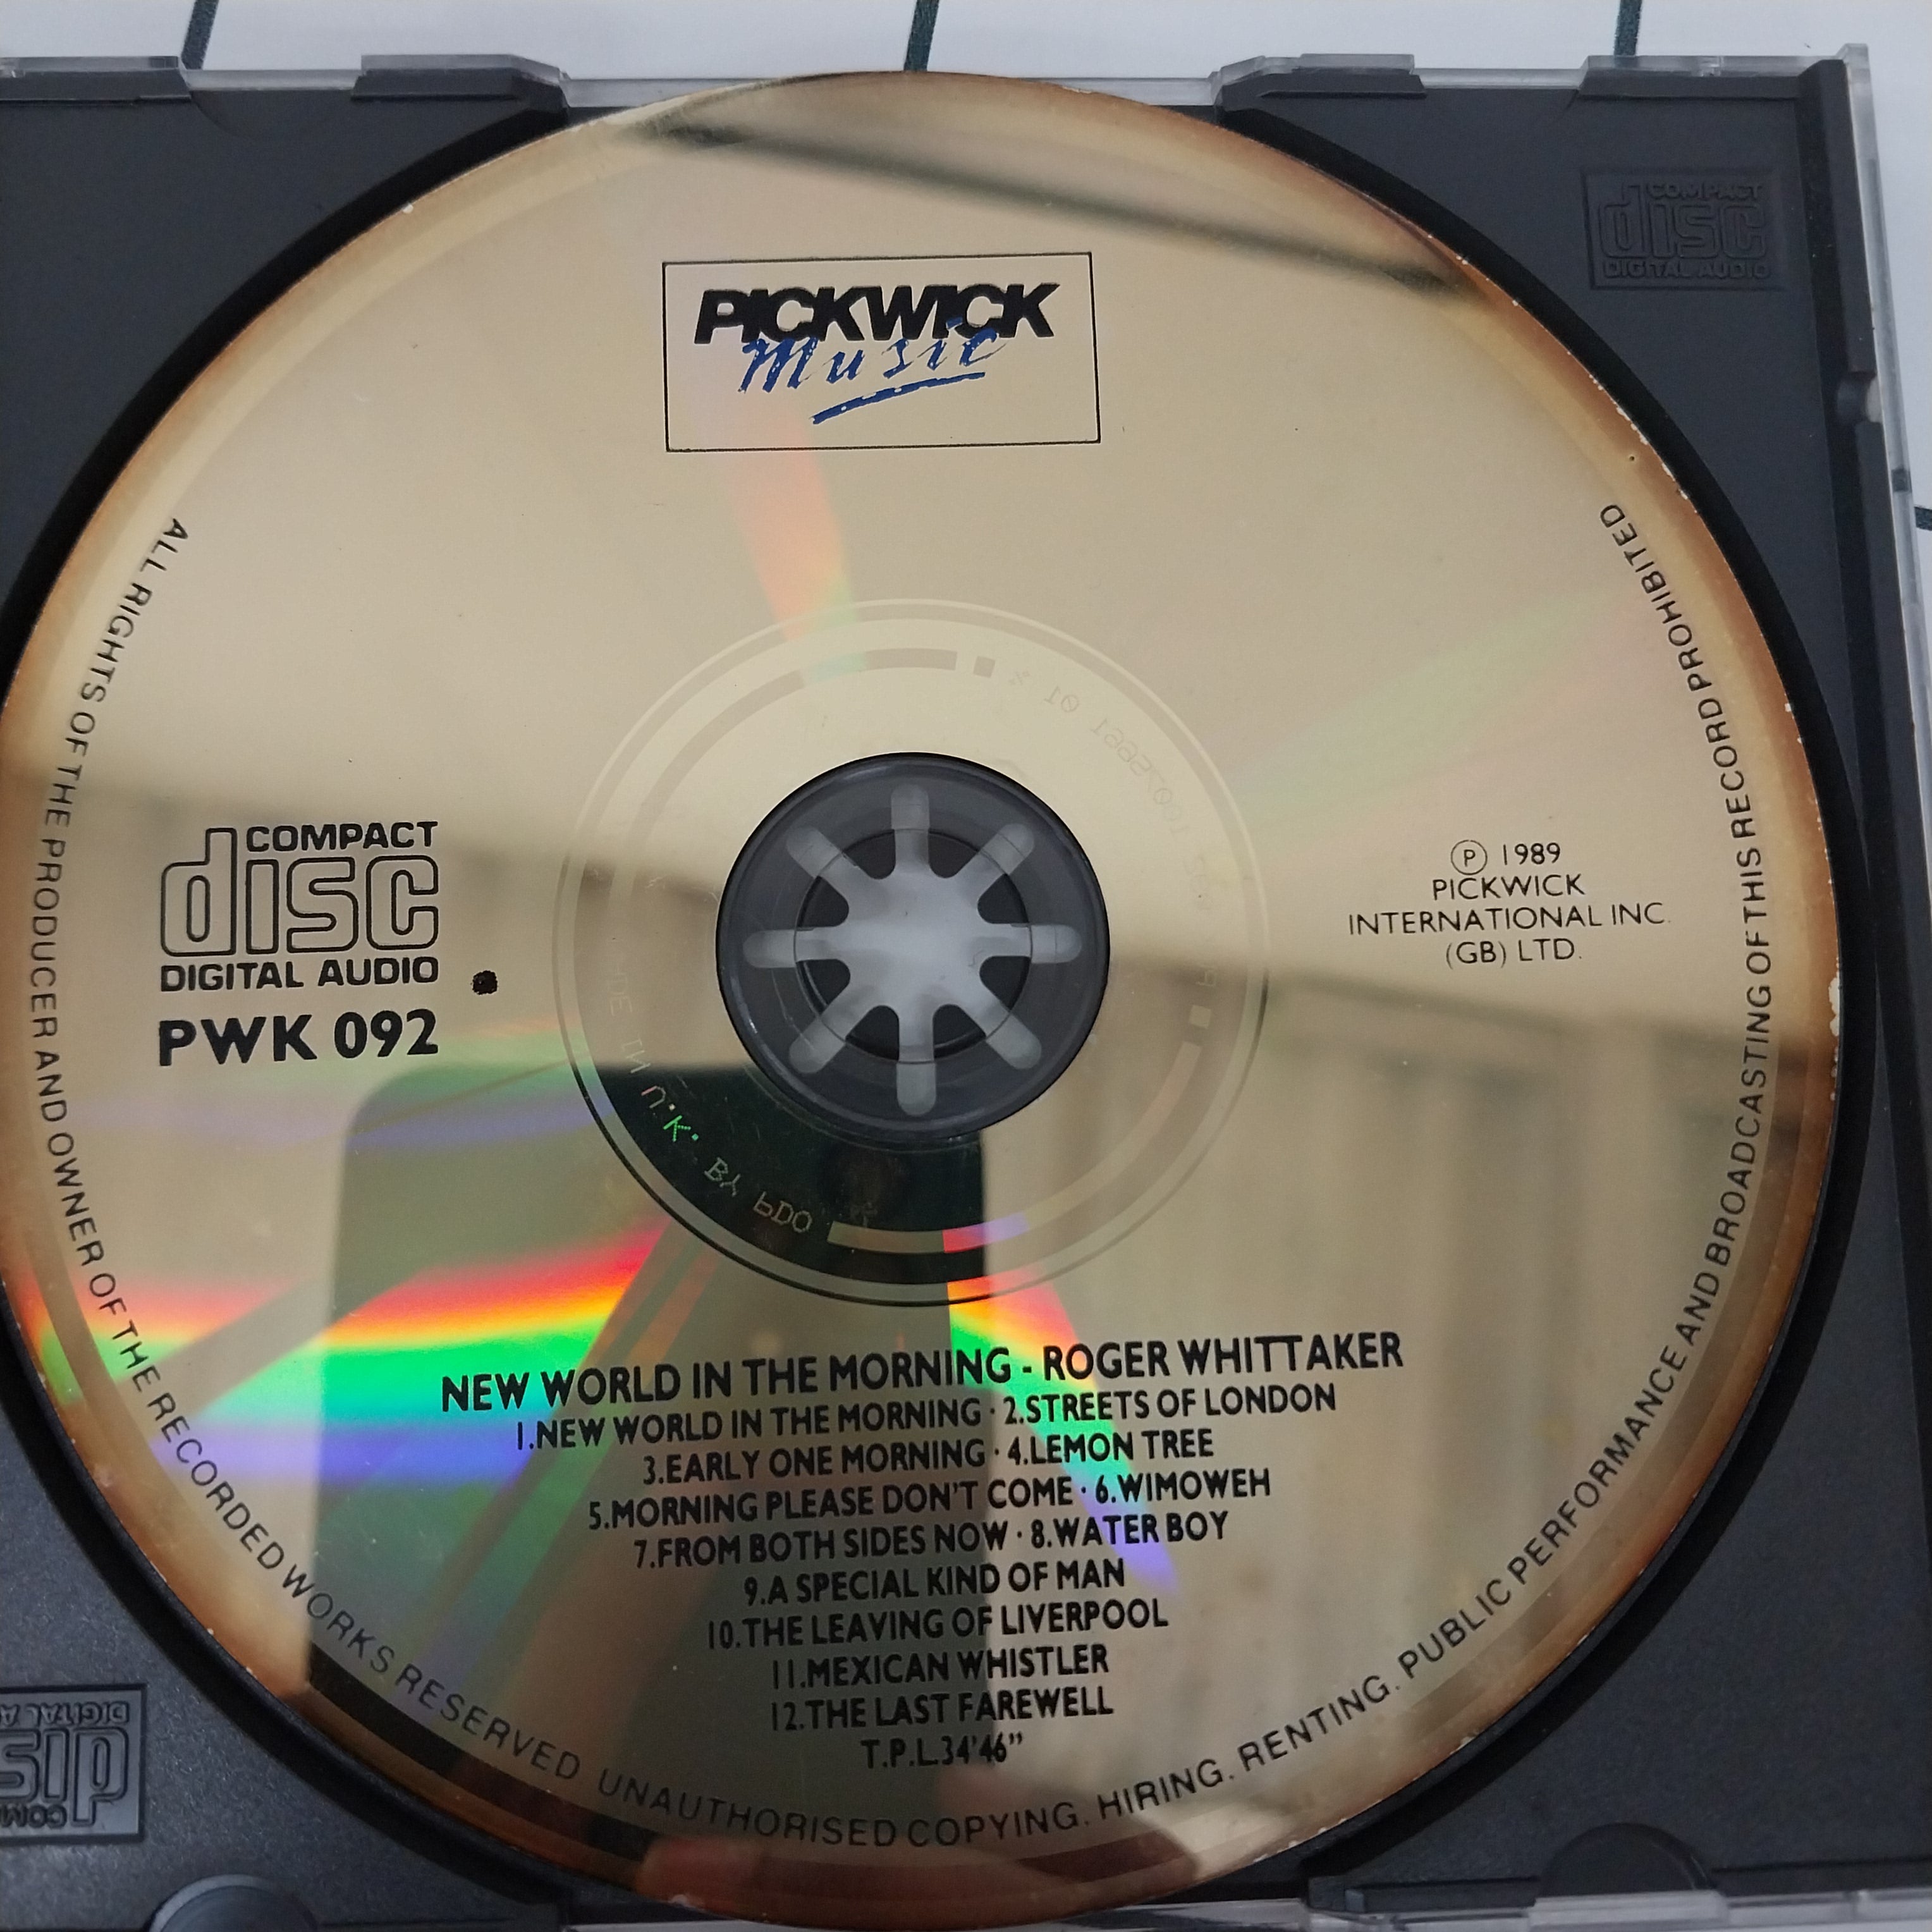 PICKWICK
Music
COMPACT
disc
DIGITAL AUDIO
PWK 092
Ⓟ 1989
PICKWICK
INTERNATIONAL INC.
(GB) LTD.
NEW WORLD IN THE MORNING - ROGER WHITTAKER
1.NEW WORLD IN THE MORNING · 2.STREETS OF LONDON
3.EARLY ONE MORNING · 4.LEMON TREE
5.MORNING PLEASE DON'T COME · 6.WIMOWEH
7.FROM BOTH SIDES NOW · 8.WATER BOY
9.A SPECIAL KIND OF MAN
10.THE LEAVING OF LIVERPOOL
11.MEXICAN WHISTLER
12.THE LAST FAREWELL
T.P.L.34'46”
ALL RIGHTS OF THE PRODUCER AND OWNER OF THE RECORDED WORKS RESERVED UNAUTHORISED COPYING. HIRING. RENTING. PUBLIC PERFORMANCE AND BROADCASTING OF THIS RECORD PROHIBITED
IN U.K. BY PDO
COMPACT
disc
DIGITAL AUDIO
disc